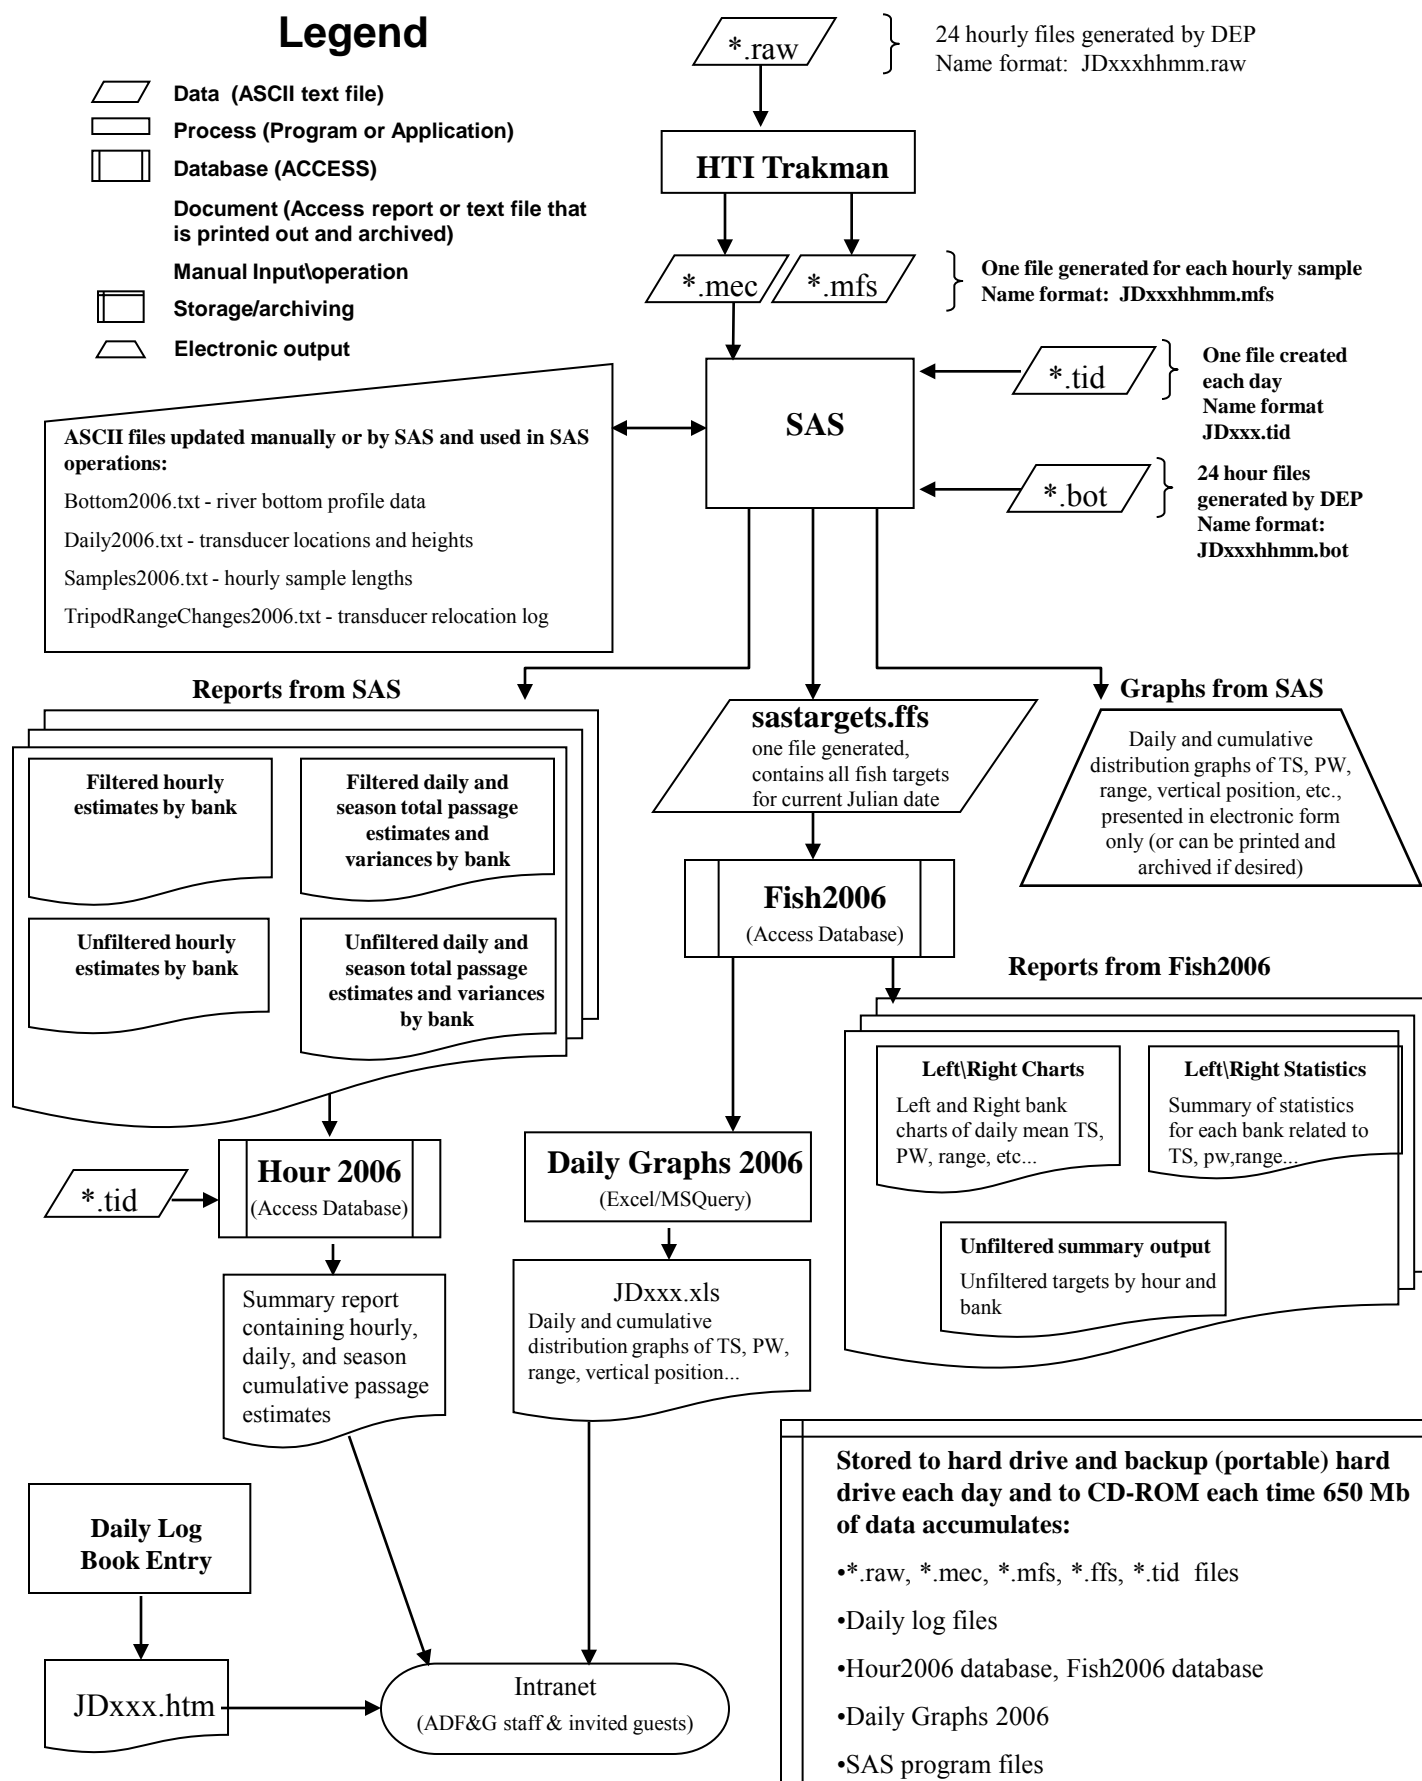 Legend
Data (ASCII text file)
Process (Program or Application)
Database (ACCESS)
Document (Access report or text file that
is printed out and archived)
Manual Input\operation
Storage/archiving
Electronic output
*.raw
24 hourly files generated by DEP
Name format: JDxxxhhmm.raw
HTI Trakman
*.mec
*.mfs
One file generated for each hourly sample
Name format: JDxxxhhmm.mfs
SAS
*.tid
One file created
each day
Name format
JDxxx.tid
*.bot
24 hour files
generated by DEP
Name format:
JDxxxhhmm.bot
ASCII files updated manually or by SAS and used in SAS
operations:
Bottom2006.txt - river bottom profile data
Daily2006.txt - transducer locations and heights
Samples2006.txt - hourly sample lengths
TripodRangeChanges2006.txt - transducer relocation log
Reports from SAS
Filtered hourly
estimates by bank
Filtered daily and
season total passage
estimates and
variances by bank
Unfiltered hourly
estimates by bank
Unfiltered daily and
season total passage
estimates and variances
by bank
sastargets.ffs
one file generated,
contains all fish targets
for current Julian date
Graphs from SAS
Daily and cumulative
distribution graphs of TS, PW,
range, vertical position, etc.,
presented in electronic form
only (or can be printed and
archived if desired)
Fish2006
(Access Database)
Reports from Fish2006
Left\Right Charts
Left and Right bank
charts of daily mean TS,
PW, range, etc...
Left\Right Statistics
Summary of statistics
for each bank related to
TS, pw,range...
Unfiltered summary output
Unfiltered targets by hour and
bank
*.tid
Hour 2006
(Access Database)
Daily Graphs 2006
(Excel/MSQuery)
Summary report
containing hourly,
daily, and season
cumulative passage
estimates
JDxxx.xls
Daily and cumulative
distribution graphs of TS, PW,
range, vertical position...
Daily Log
Book Entry
JDxxx.htm
Intranet
(ADF&G staff & invited guests)
Stored to hard drive and backup (portable) hard
drive each day and to CD-ROM each time 650 Mb
of data accumulates:
•*.raw, *.mec, *.mfs, *.ffs, *.tid files
•Daily log files
•Hour2006 database, Fish2006 database
•Daily Graphs 2006
•SAS program files